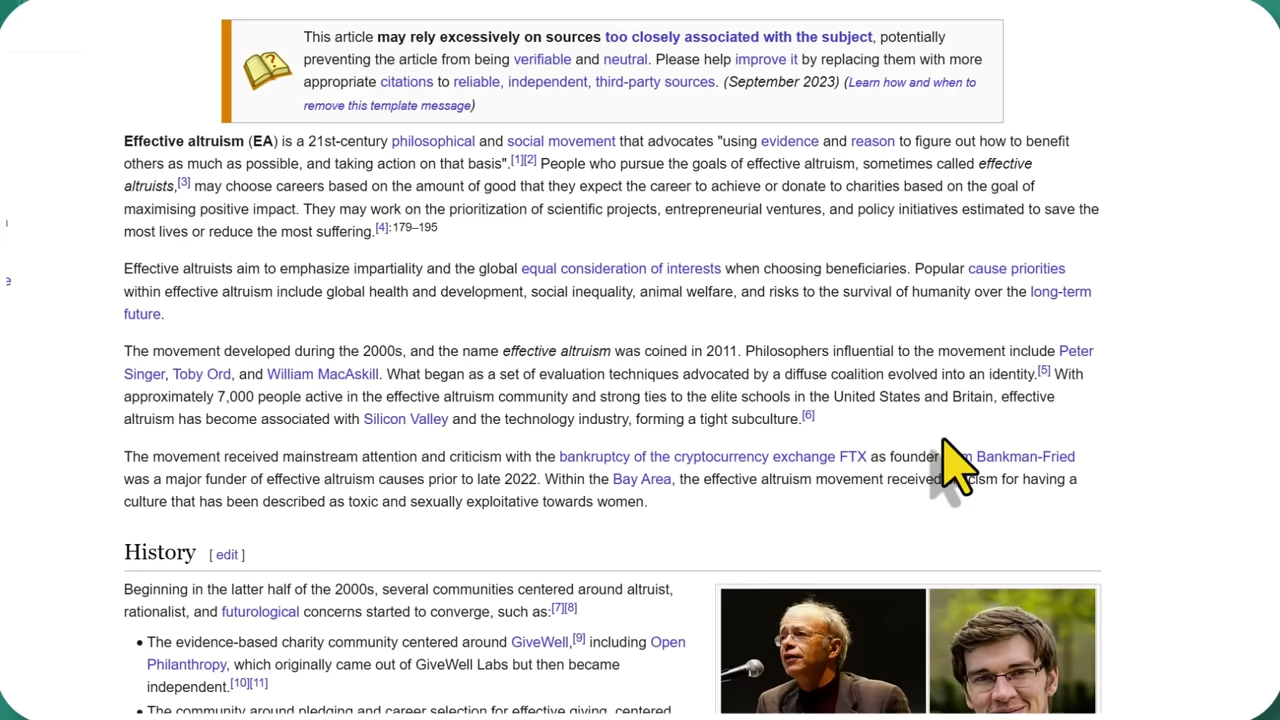 This article may rely excessively on sources too closely associated with the subject, potentially
preventing the article from being verifiable and neutral. Please help improve it by replacing them with more
appropriate citations to reliable, independent, third-party sources. (September 2023) (Learn how and when to
remove this template message)
Effective altruism (EA) is a 21st-century philosophical and social movement that advocates "using evidence and reason to figure out how to benefit
others as much as possible, and taking action on that basis".[1][2] People who pursue the goals of effective altruism, sometimes called effective
altruists,[3] may choose careers based on the amount of good that they expect the career to achieve or donate to charities based on the goal of
maximising positive impact. They may work on the prioritization of scientific projects, entrepreneurial ventures, and policy initiatives estimated to save the
most lives or reduce the most suffering.[4]:179–195
Effective altruists aim to emphasize impartiality and the global equal consideration of interests when choosing beneficiaries. Popular cause priorities
within effective altruism include global health and development, social inequality, animal welfare, and risks to the survival of humanity over the long-term
future.
The movement developed during the 2000s, and the name effective altruism was coined in 2011. Philosophers influential to the movement include Peter
Singer, Toby Ord, and William MacAskill. What began as a set of evaluation techniques advocated by a diffuse coalition evolved into an identity.[5] With
approximately 7,000 people active in the effective altruism community and strong ties to the elite schools in the United States and Britain, effective
altruism has become associated with Silicon Valley and the technology industry, forming a tight subculture.[6]
The movement received mainstream attention and criticism with the bankruptcy of the cryptocurrency exchange FTX as founder Bankman-Fried
was a major funder of effective altruism causes prior to late 2022. Within the Bay Area, the effective altruism movement received for having a
culture that has been described as toxic and sexually exploitative towards women.
History [ edit ]
Beginning in the latter half of the 2000s, several communities centered around altruist,
rationalist, and futurological concerns started to converge, such as:[7][8]
• The evidence-based charity community centered around GiveWell,[9] including Open
Philanthropy, which originally came out of GiveWell Labs but then became
independent.[10][11]
• The community around pledging and career selection for effective giving, centered